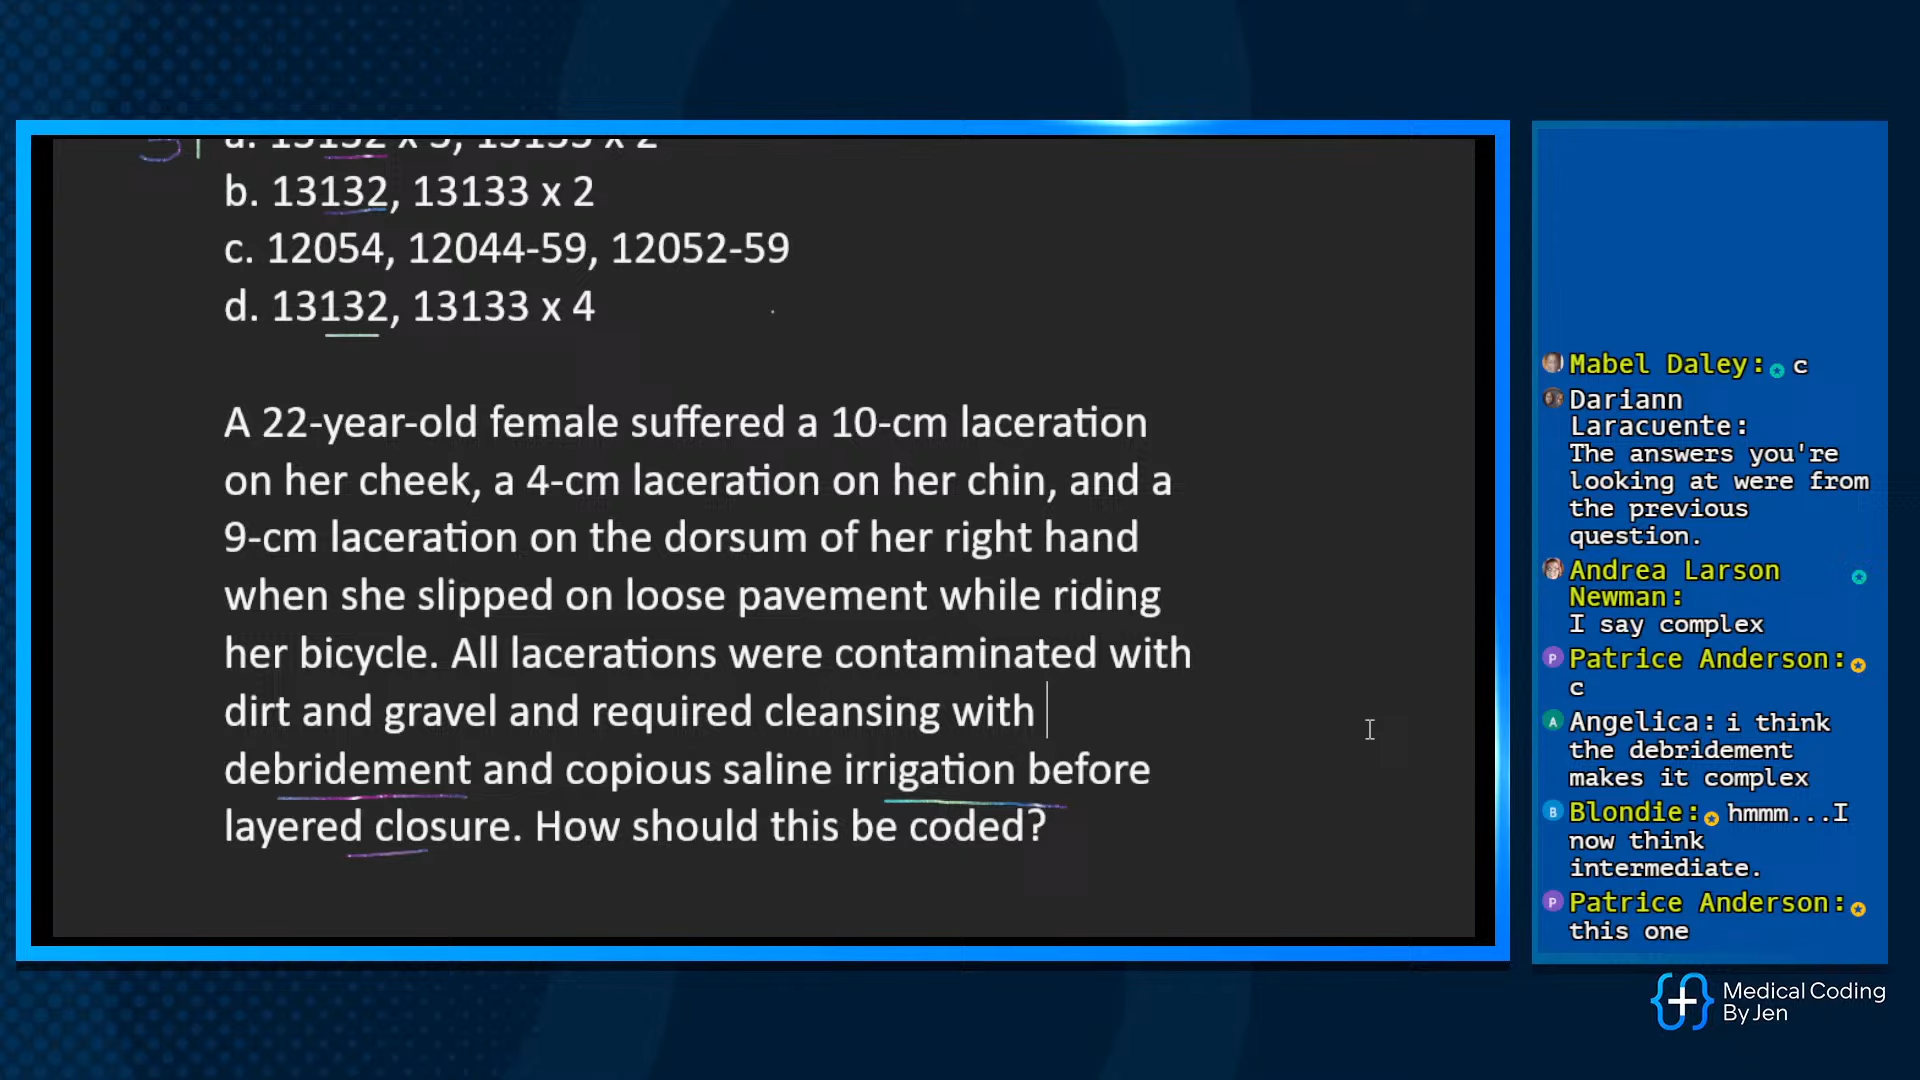 a. 13132 x 3, 13133 x 2
b. 13132, 13133 x 2
c. 12054, 12044-59, 12052-59
d. 13132, 13133 x 4
A 22-year-old female suffered a 10-cm laceration
on her cheek, a 4-cm laceration on her chin, and a
9-cm laceration on the dorsum of her right hand
when she slipped on loose pavement while riding
her bicycle. All lacerations were contaminated with
dirt and gravel and required cleansing with
debridement and copious saline irrigation before
layered closure. How should this be coded?
Mabel Daley: c
Dariann
Laracuente:
The answers you're
looking at were from
the previous
question.
Andrea Larson
Newman:
I say complex
P Patrice Anderson:
c
A Angelica: i think
the debridement
makes it complex
B Blondie: hmmm...I
now think
intermediate.
P Patrice Anderson:
this one
Medical Coding
By Jen